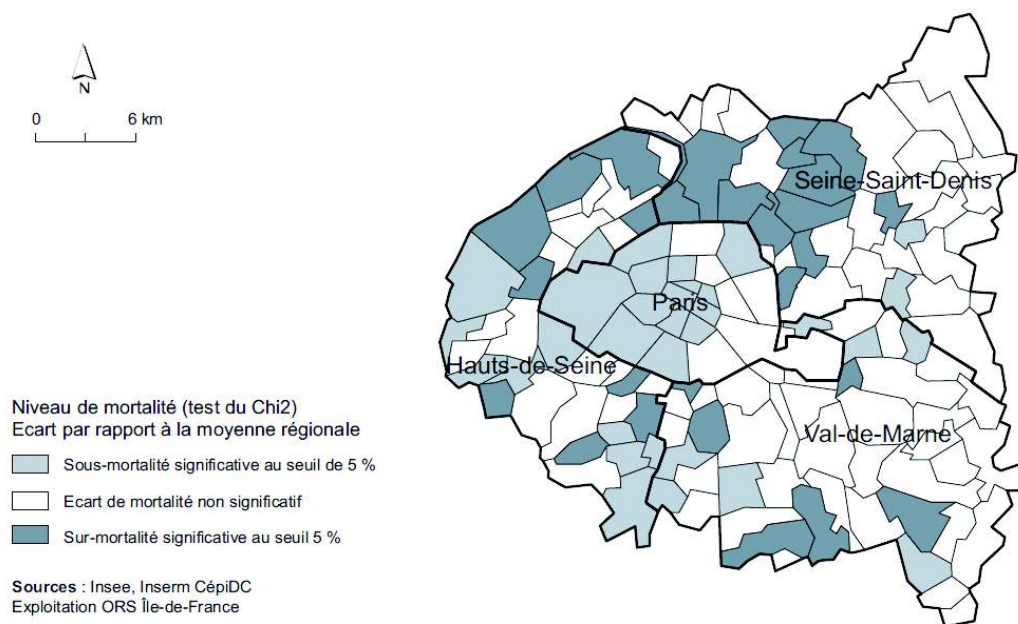 N
0 6 km
Seine-Saint-Denis
Paris
Hauts-de-Seine
Val-de-Marne
Niveau de mortalité (test du Chi2)
Ecart par rapport à la moyenne régionale
Sous-mortalité significative au seuil de 5 %
Ecart de mortalité non significatif
Sur-mortalité significative au seuil 5 %
Sources : Insee, Inserm CépiDC
Exploitation ORS Île-de-France